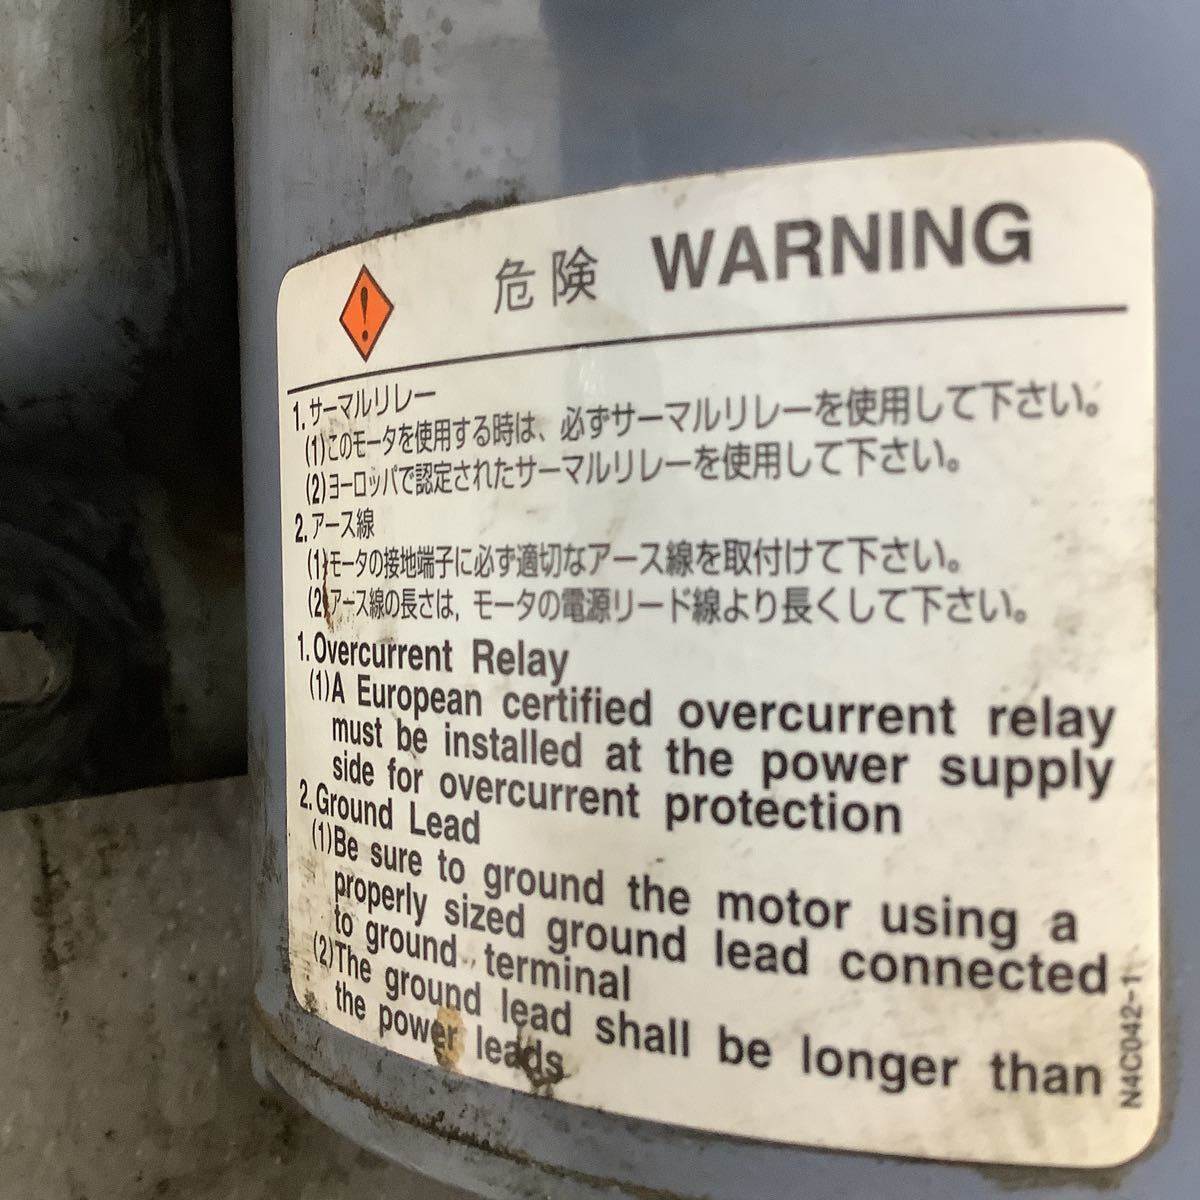 危険 WARNING
1. サーマルリレー
(1)このモータを使用する時は、必ずサーマルリレーを使用して下さい。
(2)ヨーロッパで認定されたサーマルリレーを使用して下さい。
2. アース線
(1)モータの接地端子に必ず適切なアース線を取付けて下さい。
(2)アース線の長さは, モータの電源リード線より長くして下さい。
1. Overcurrent Relay
(1)A European certified overcurrent relay
must be installed at the power supply
side for overcurrent protection
2. Ground Lead
(1)Be sure to ground the motor using a
properly sized ground lead connected
to ground terminal
(2)The ground lead shall be longer than
the power leads
N4C042-1